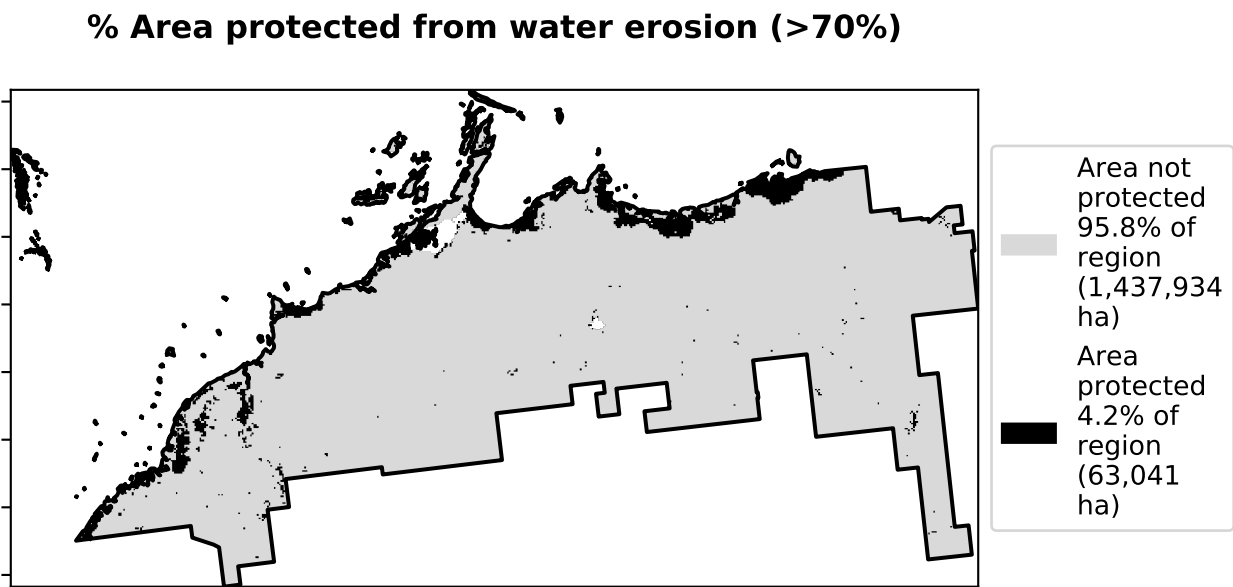 % Area protected from water erosion (>70%)
Area not
protected
95.8% of
region
(1,437,934
ha)
Area
protected
4.2% of
region
(63,041
ha)